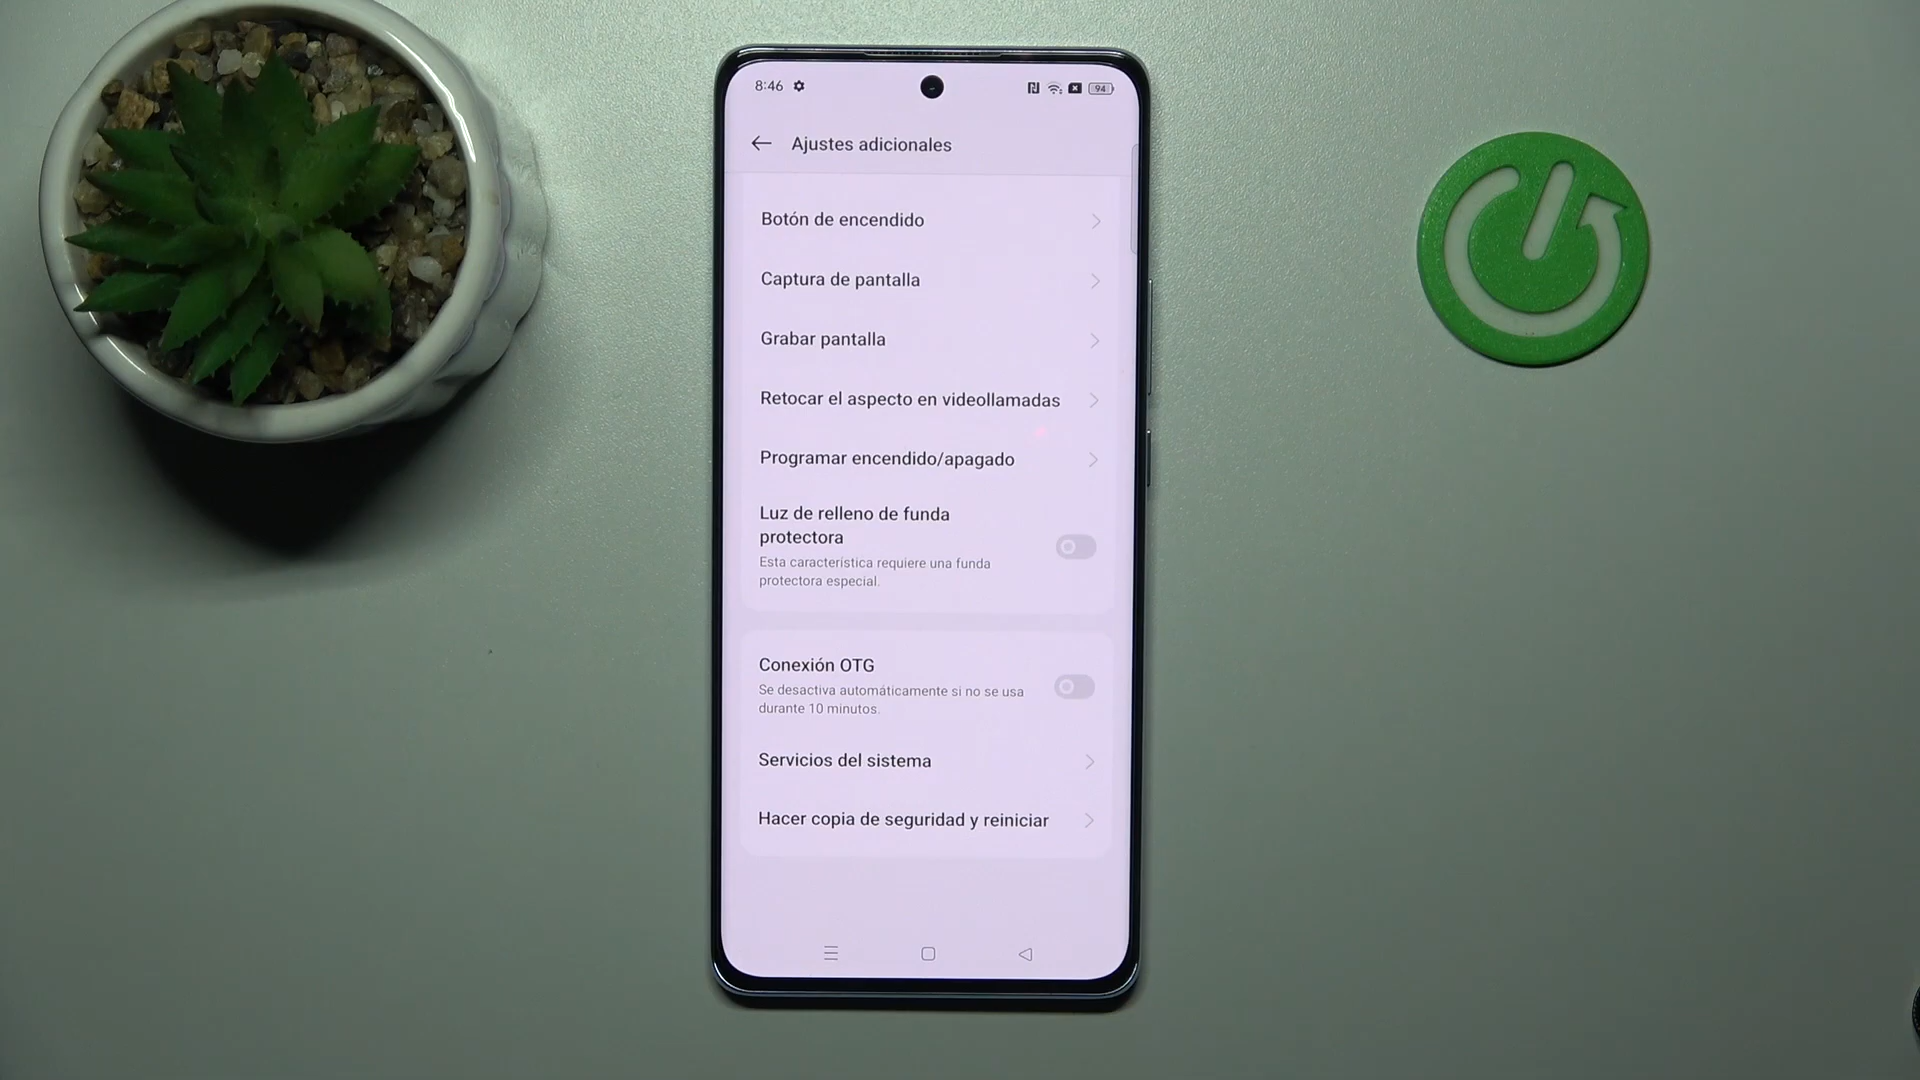 8:46
94
Ajustes adicionales
Botón de encendido
Captura de pantalla
Grabar pantalla
Retocar el aspecto en videollamadas
Programar encendido/apagado
Luz de relleno de funda
protectora
Esta característica requiere una funda
protectora especial.
Conexión OTG
Se desactiva automáticamente si no se usa
durante 10 minutos.
Servicios del sistema
Hacer copia de seguridad y reiniciar